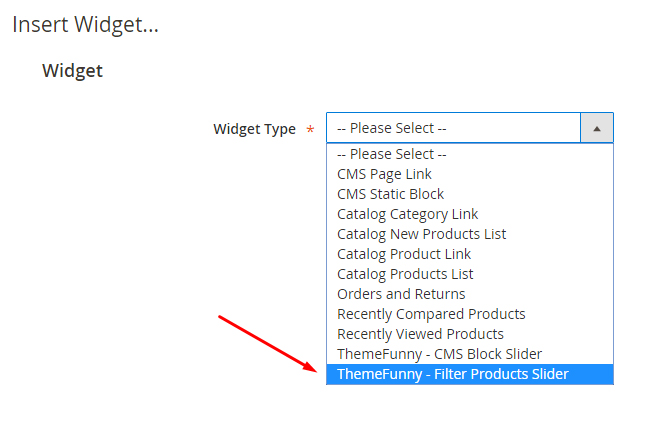 Insert Widget...
Widget
Widget Type * -- Please Select --
-- Please Select --
CMS Page Link
CMS Static Block
Catalog Category Link
Catalog New Products List
Catalog Product Link
Catalog Products List
Orders and Returns
Recently Compared Products
Recently Viewed Products
ThemeFunny - CMS Block Slider
ThemeFunny - Filter Products Slider